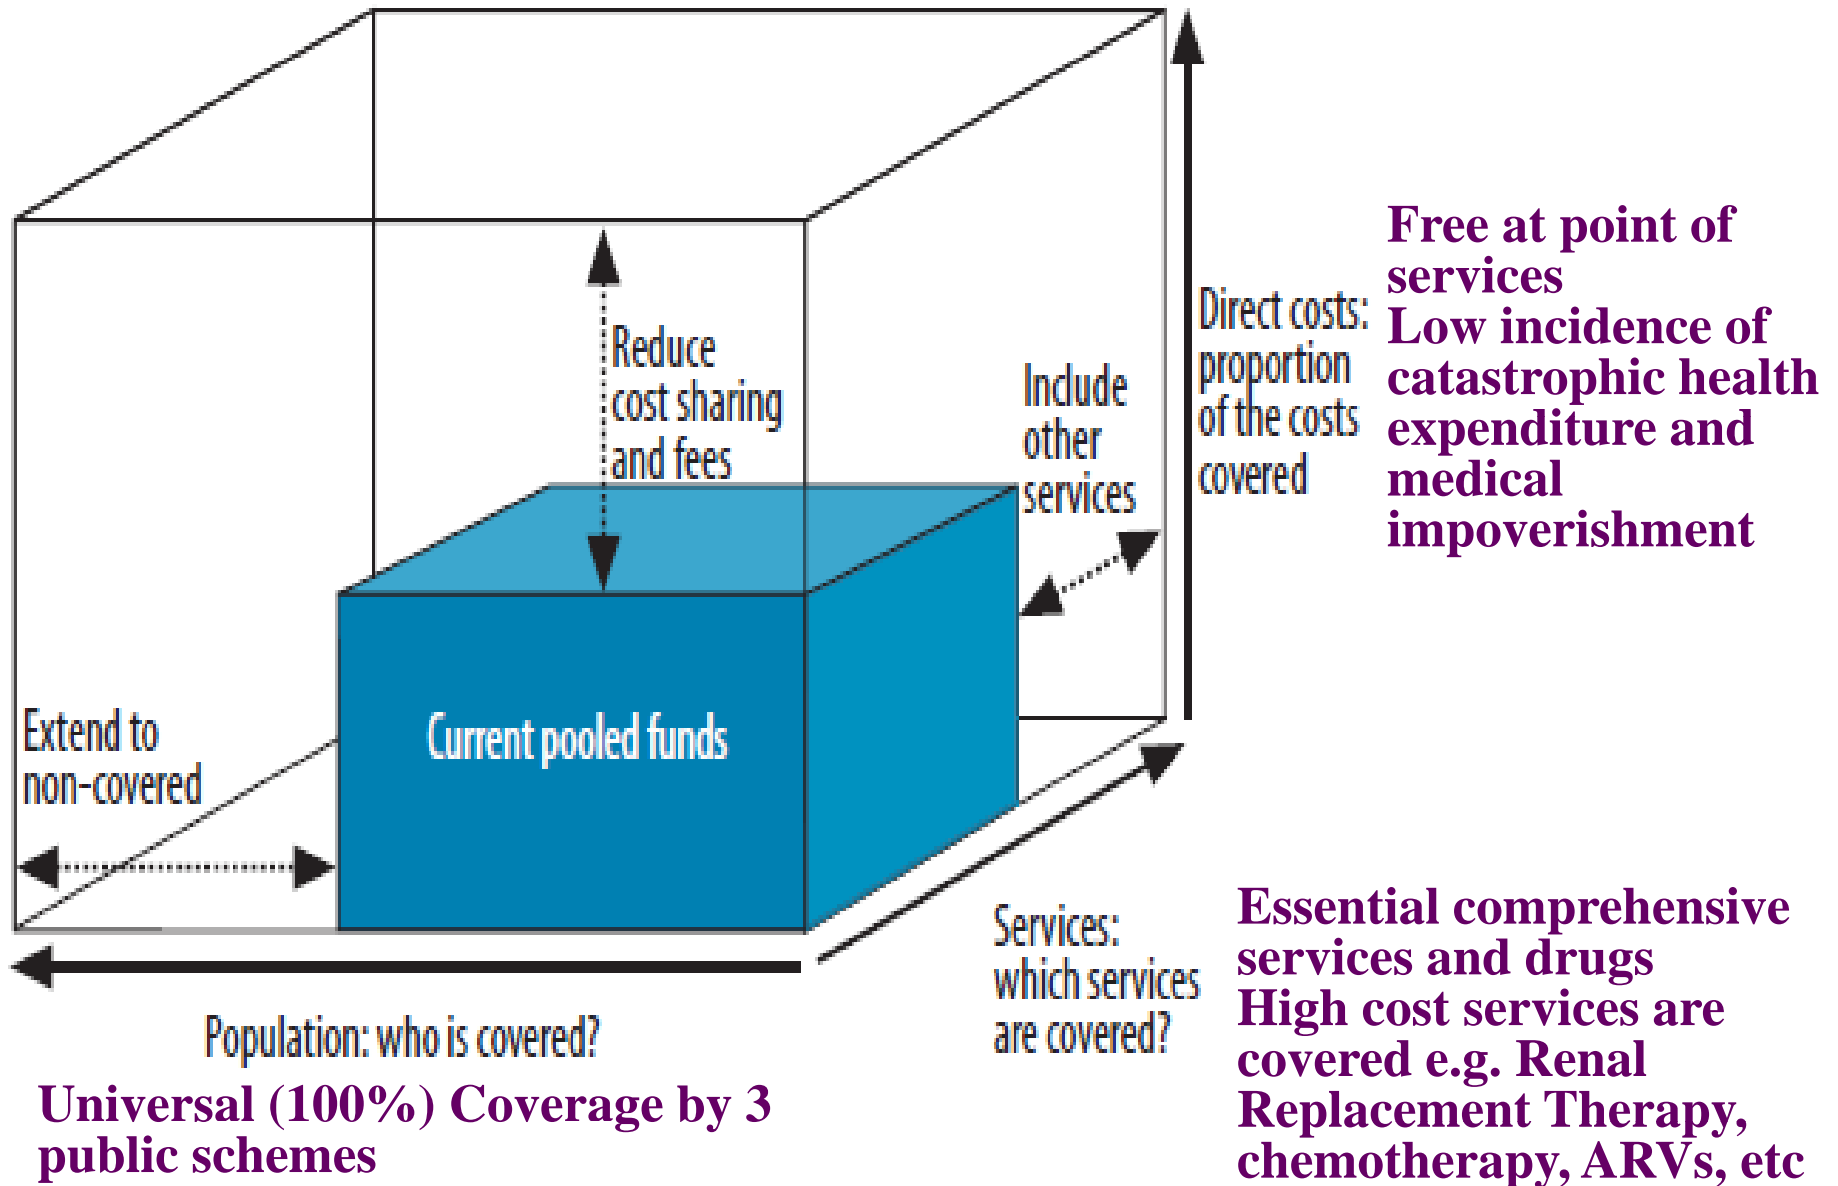 Reduce
cost sharing
and fees
Include
other
services
Direct costs:
proportion
of the costs
covered
Free at point of
services
Low incidence of
catastrophic health
expenditure and
medical
impoverishment
Extend to
non-covered
Current pooled funds
Services:
which services
are covered?
Essential comprehensive
services and drugs
High cost services are
covered e.g. Renal
Replacement Therapy,
chemotherapy, ARVs, etc
Population: who is covered?
Universal (100%) Coverage by 3
public schemes